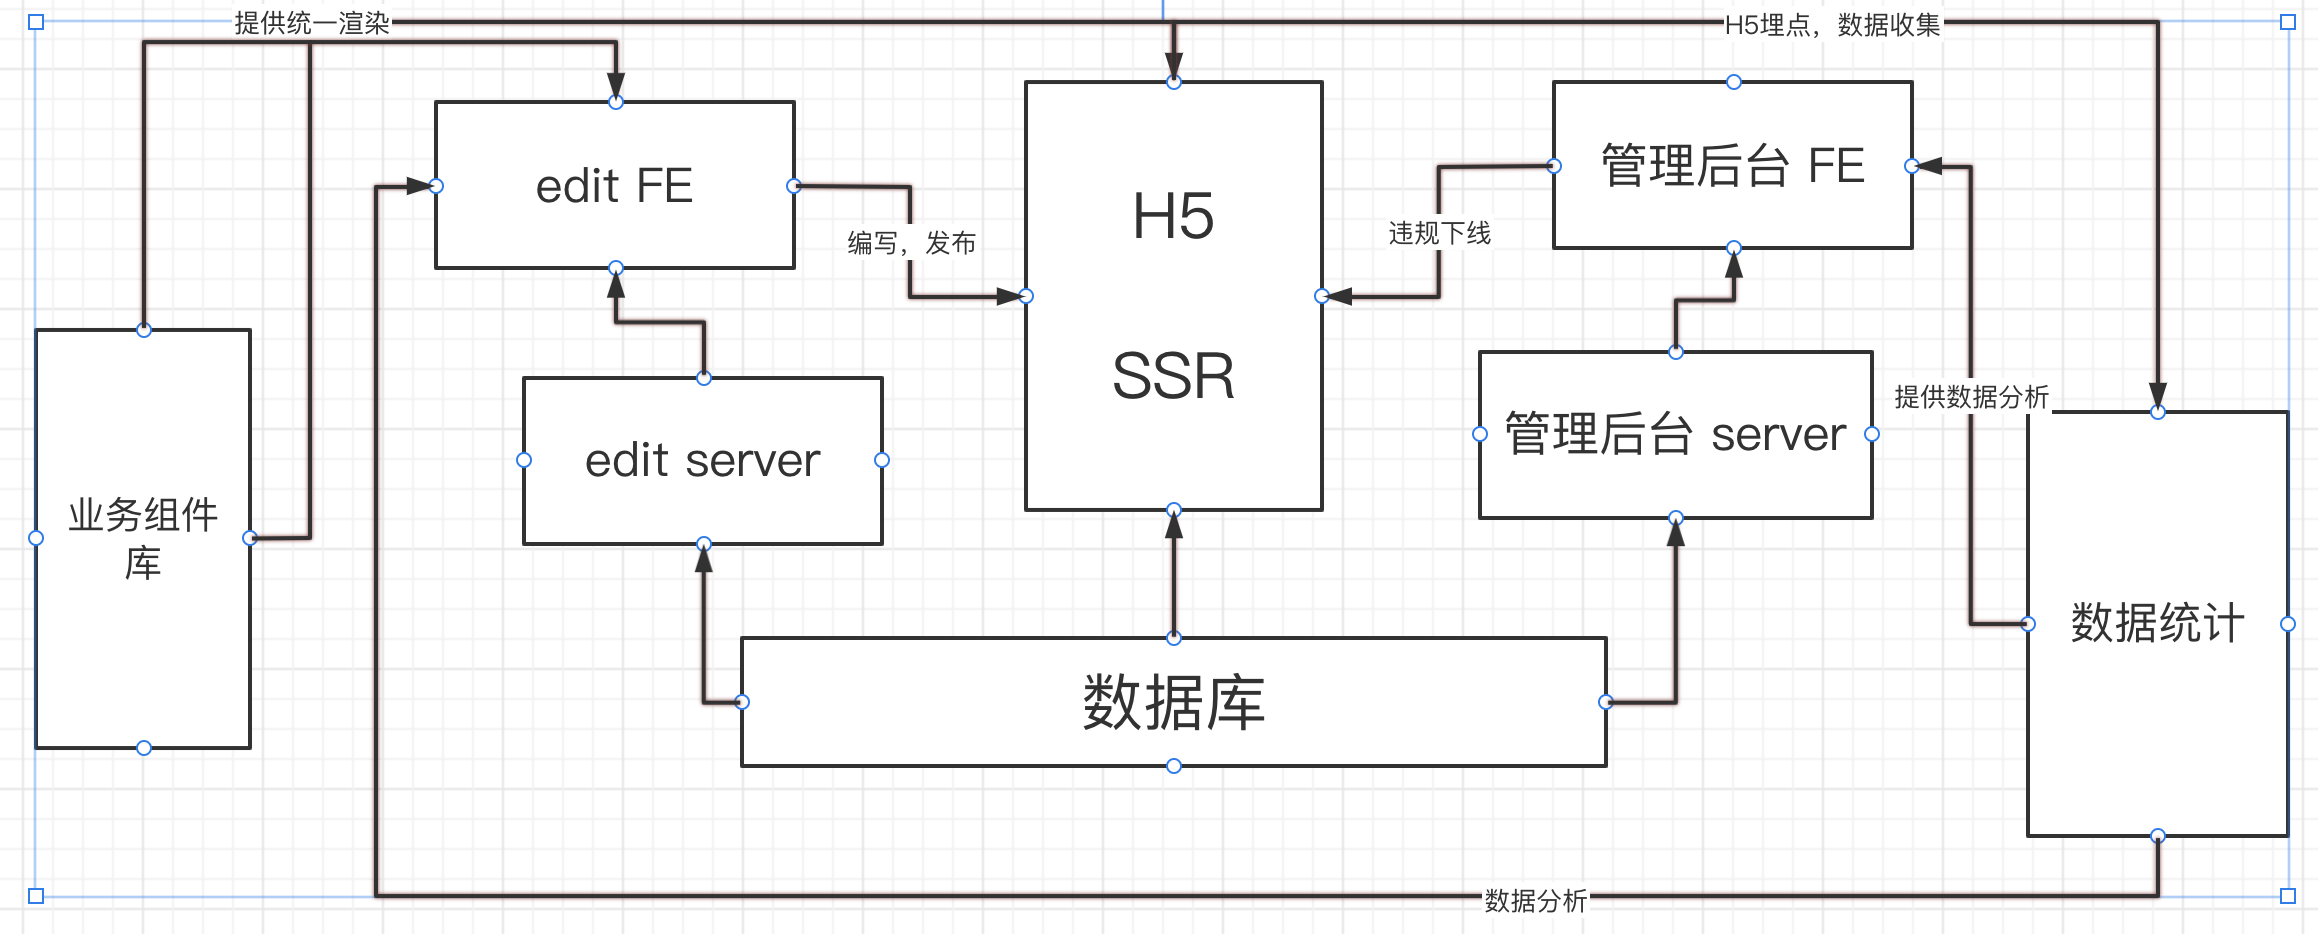 提供统一渲染
H5埋点，数据收集
edit FE
H5
SSR
管理后台 FE
编写，发布
违规下线
edit server
管理后台 server
提供数据分析
业务组件
库
数据统计
数据库
数据分析